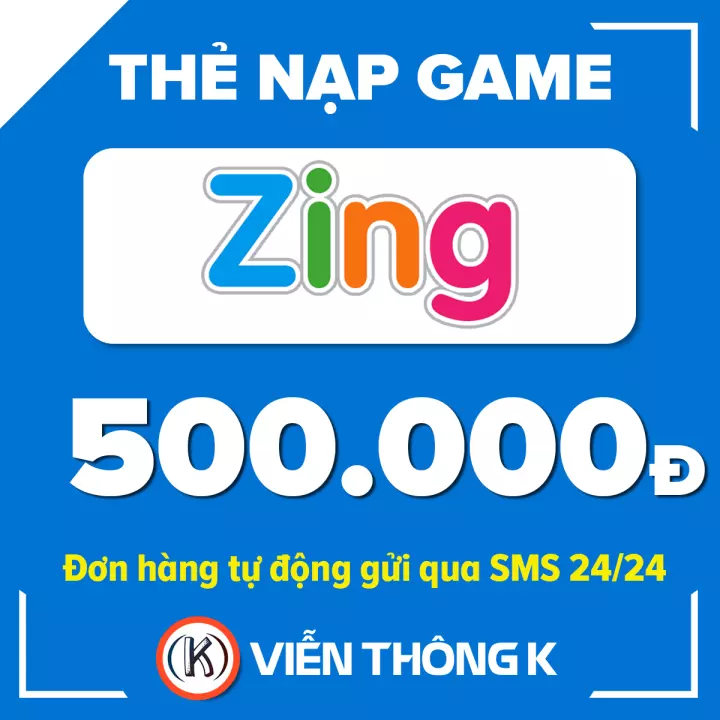 THẺ NẠP GAME
Zing
500.000Đ
Đơn hàng tự động gửi qua SMS 24/24
(K) VIỄN THÔNG K